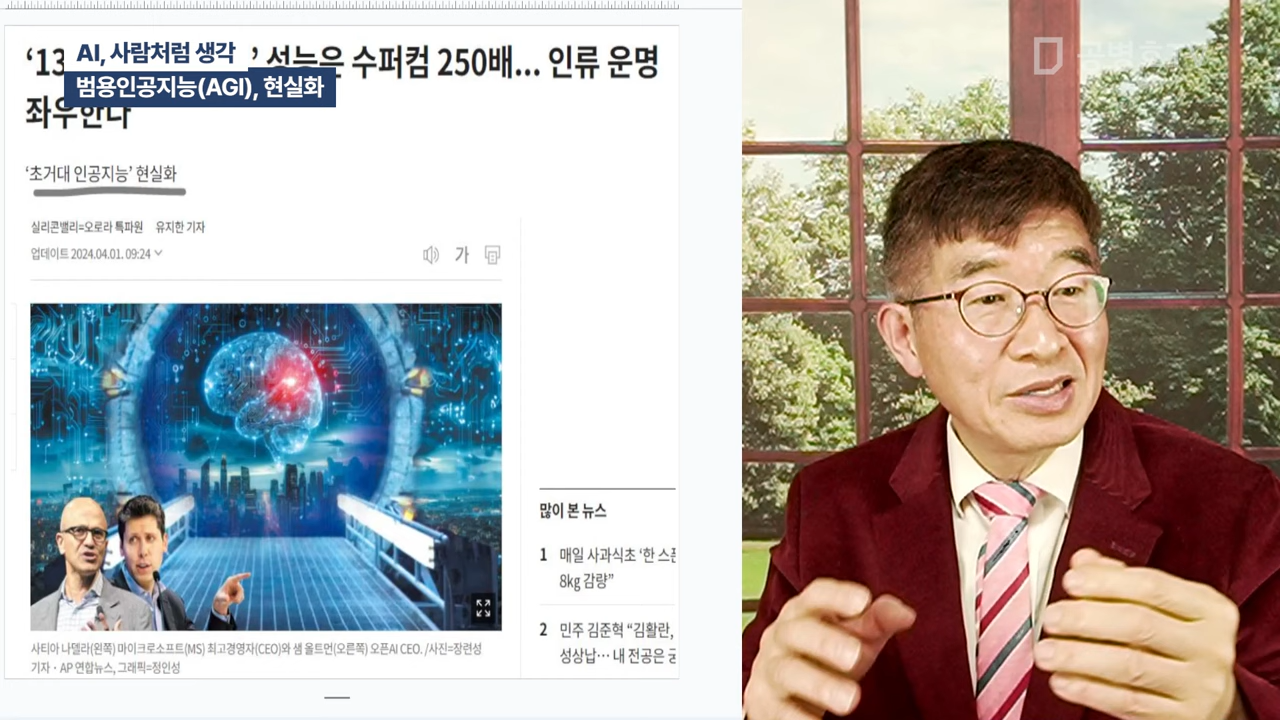 AI, 사람처럼 생각
범용인공지능(AGI), 현실화
‘13 ’ 성능은 수퍼컴 250배... 인류 운명
좌우한다
‘초거대 인공지능’ 현실화
실리콘밸리=오로라 특파원 유지한 기자
업데이트 2024.04.01. 09:24
가
사티아 나델라(왼쪽) 마이크로소프트(MS) 최고경영자(CEO)와 샘 올트먼(오른쪽) 오픈AI CEO. /사진=장련성
기자·AP 연합뉴스, 그래픽=정인성
많이 본 뉴스
1 매일 사과식초 ‘한 스푼
8kg 감량”
2 민주 김준혁 “김활란,
성상납… 내 전공은